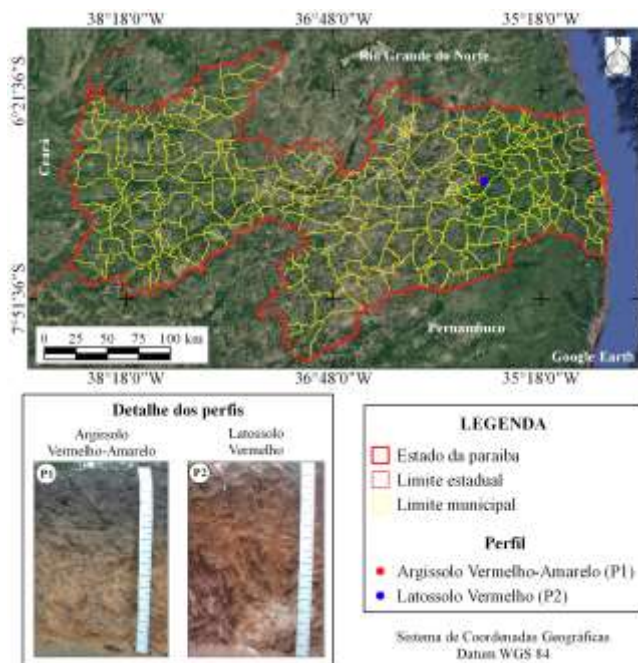 38°18'0"W 36°48'0"W 35°18'0"W
Rio Grande do Norte
6°21'36"S
Ceará
7°51'36"S
0 25 50 75 100 km
Pernambuco
Google Earth
38°18'0"W 36°48'0"W 35°18'0"W
Detalhe dos perfis
Argissolo
Vermelho-Amarelo
Latossolo
Vermelho
P1
P2
LEGENDA
Estado da paraiba
Limite estadual
Limite municipal
Perfil
Argissolo Vermelho-Amarelo (P1)
Latossolo Vermelho (P2)
Sistema de Coordenadas Geográficas
Datum WGS 84